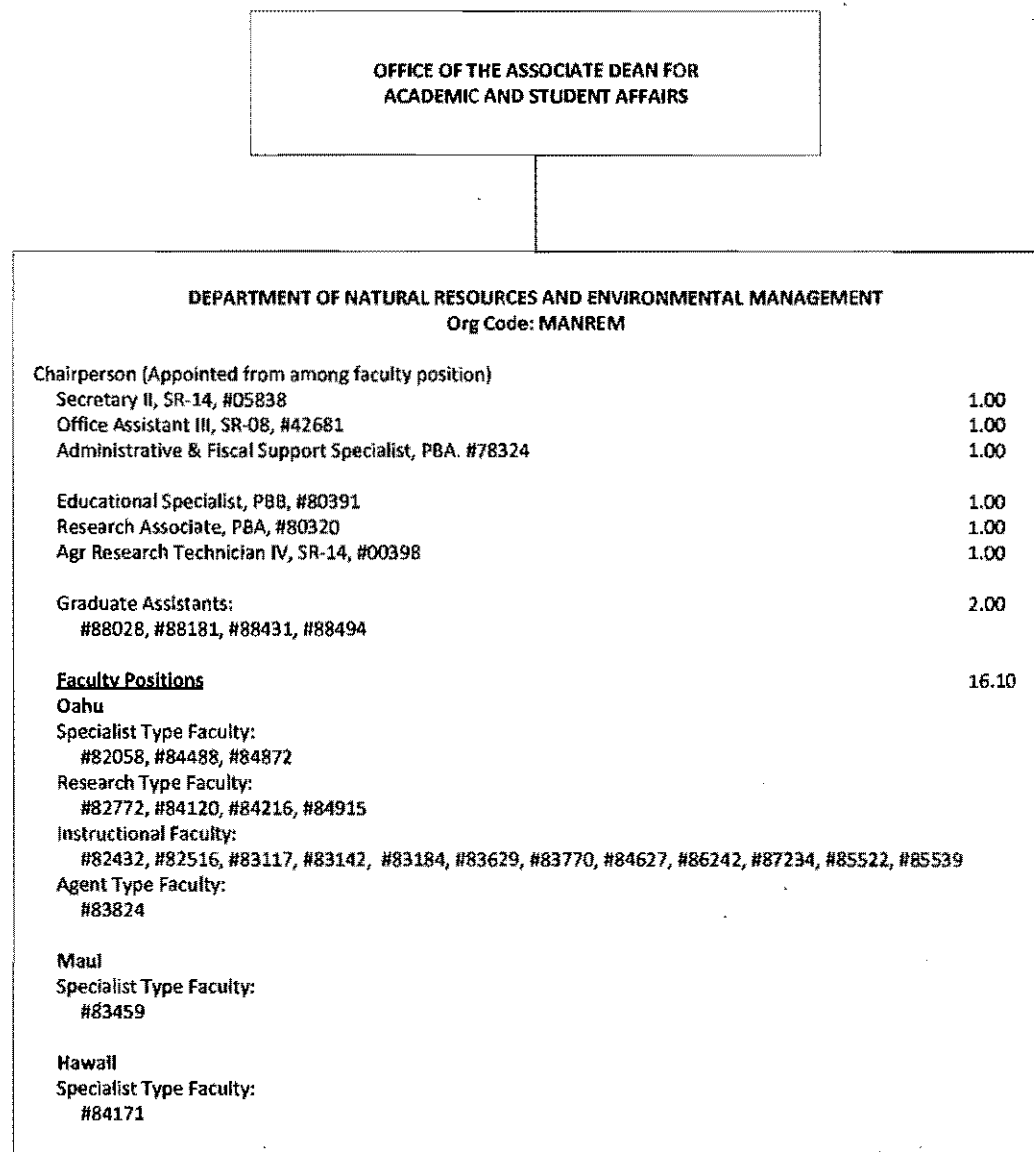 OFFICE OF THE ASSOCIATE DEAN FOR
ACADEMIC AND STUDENT AFFAIRS
DEPARTMENT OF NATURAL RESOURCES AND ENVIRONMENTAL MANAGEMENT
Org Code: MANREM
Chairperson (Appointed from among faculty position)
Secretary II, SR-14, #05838 1.00
Office Assistant III, SR-08, #42681 1.00
Administrative & Fiscal Support Specialist, PBA. #78324 1.00
Educational Specialist, PBB, #80391 1.00
Research Associate, PBA, #80320 1.00
Agr Research Technician IV, SR-14, #00398 1.00
Graduate Assistants: 2.00
#88028, #88181, #88431, #88494
Faculty Positions 16.10
Oahu
Specialist Type Faculty:
#82058, #84488, #84872
Research Type Faculty:
#82772, #84120, #84216, #84915
Instructional Faculty:
#82432, #82516, #83117, #83142, #83184, #83629, #83770, #84627, #86242, #87234, #85522, #85539
Agent Type Faculty:
#83824
Maui
Specialist Type Faculty:
#83459
Hawaii
Specialist Type Faculty:
#84171